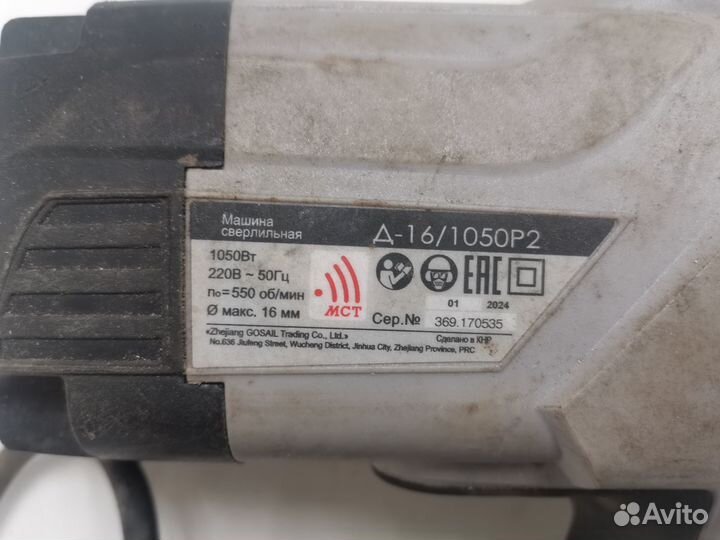 Машина
сверлильная
Д-16/1050Р2
1050Вт
220В ~ 50Гц
n₀=550 об/мин
Ø макс. 16 мм
МСТ
EAC
01 2024
Сер.№ 369.170535
«Zhejiang GOSAIL Trading Co., Ltd.»
No.636 Jiufeng Street, Wucheng District, Jinhua City, Zhejiang Province, PRC
Сделано в КНР
Avito